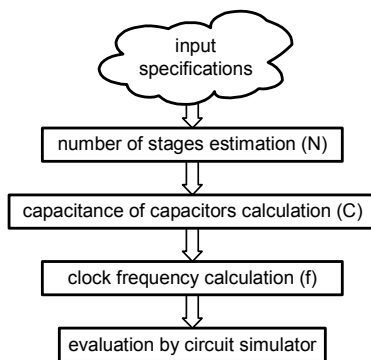 input
specifications
number of stages estimation (N)
capacitance of capacitors calculation (C)
clock frequency calculation (f)
evaluation by circuit simulator